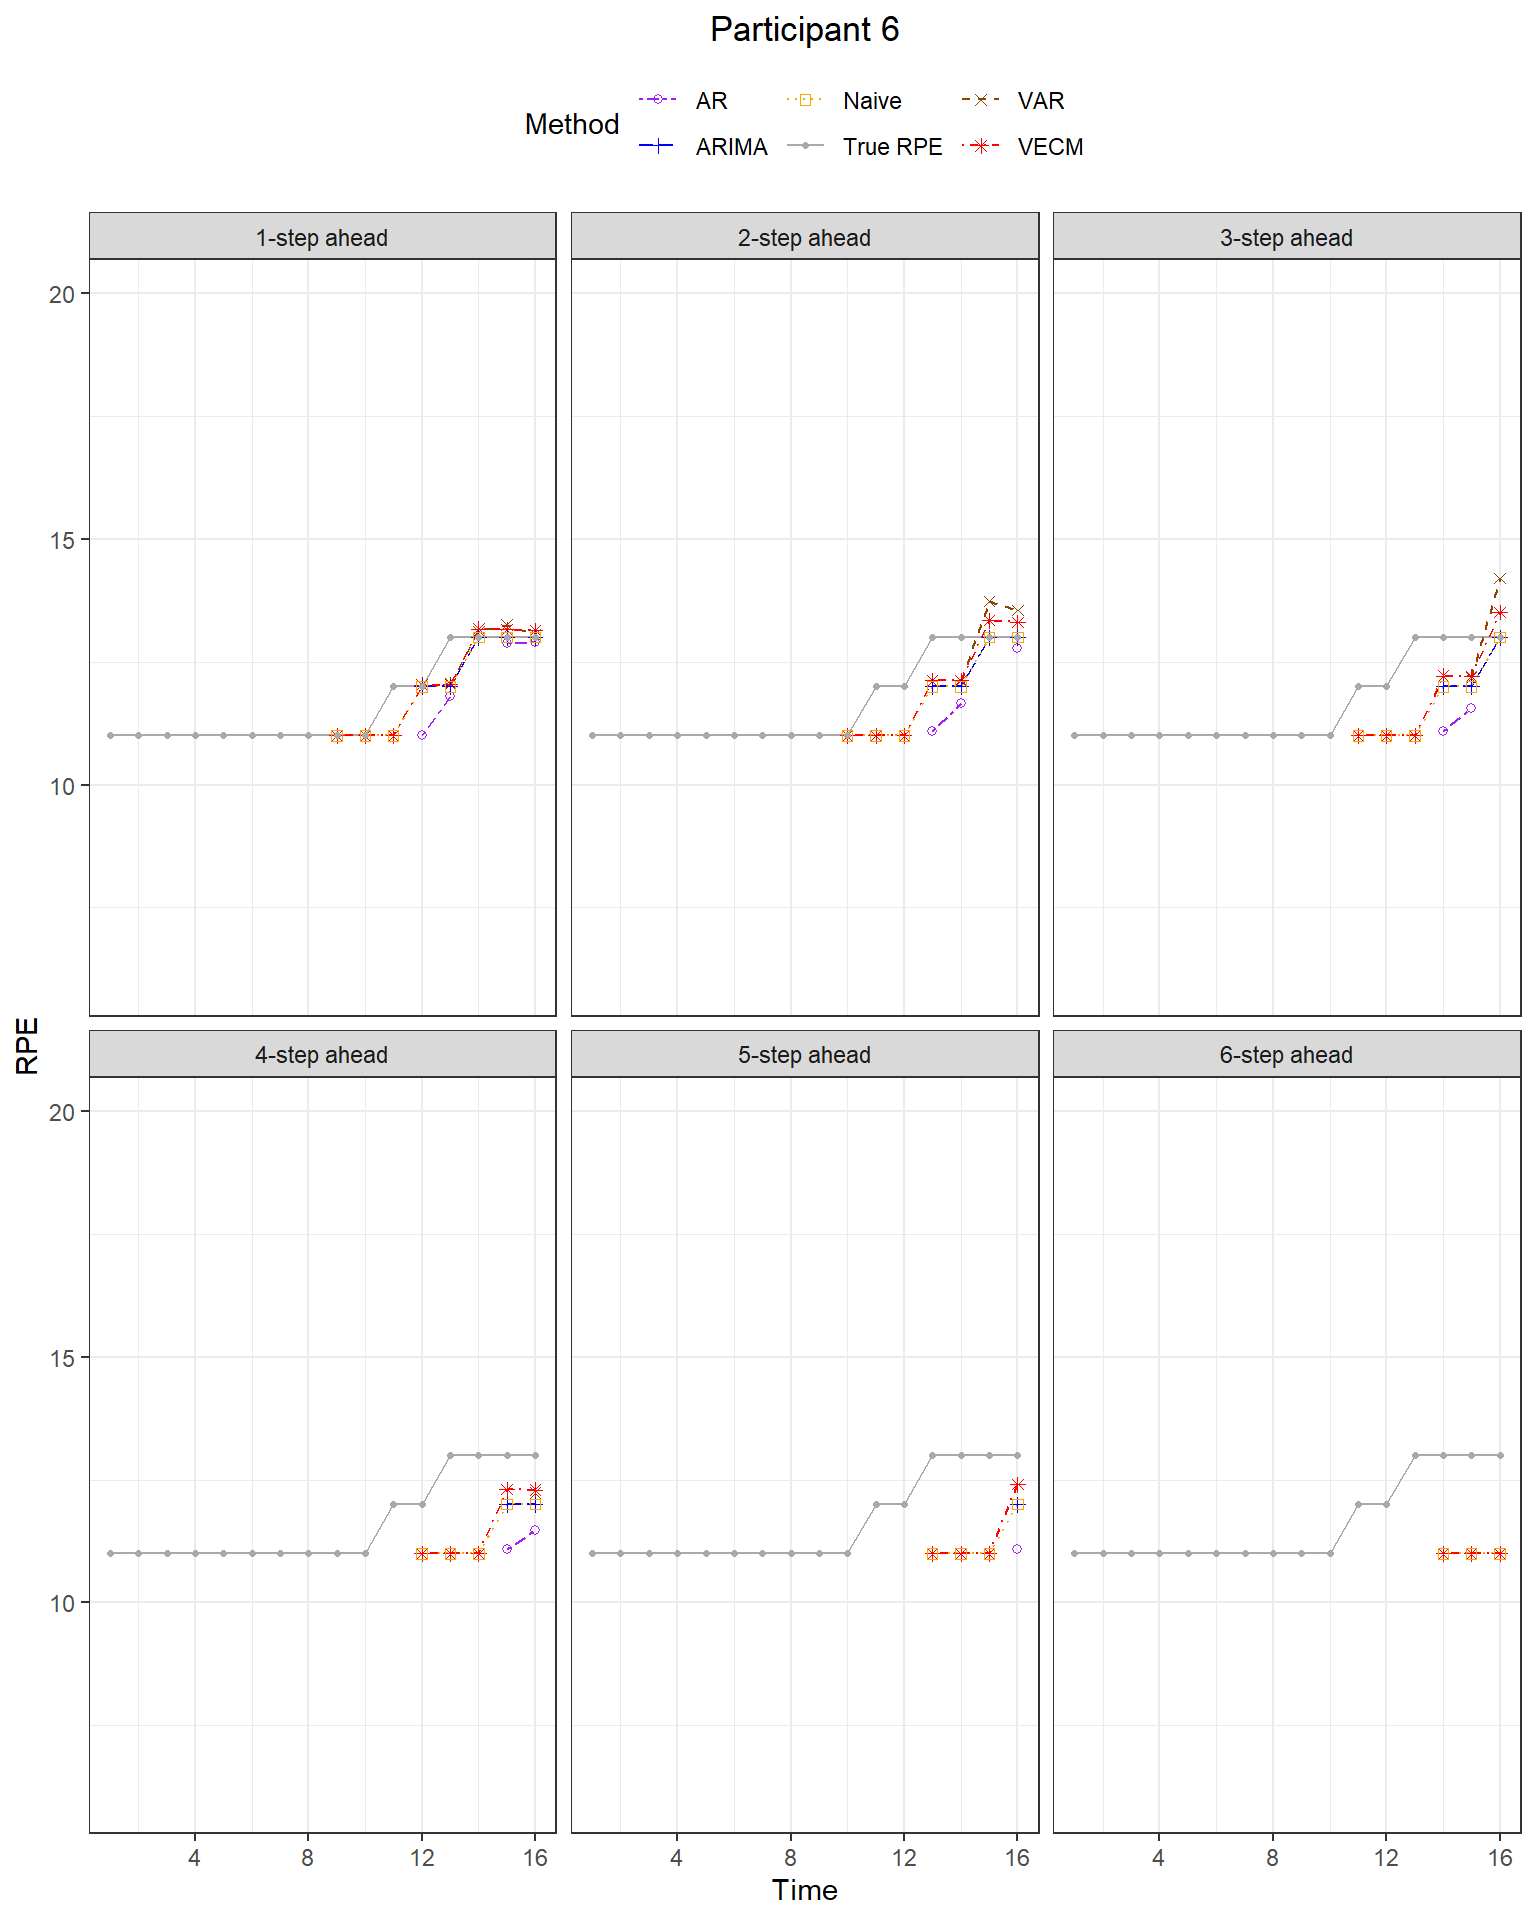 Participant 6
Method
AR
Naive
VAR
ARIMA
True RPE
VECM
1-step ahead
2-step ahead
3-step ahead
20
15
10
RPE
4-step ahead
5-step ahead
6-step ahead
20
15
10
4 8 12 16
4 8 12 16
4 8 12 16
Time